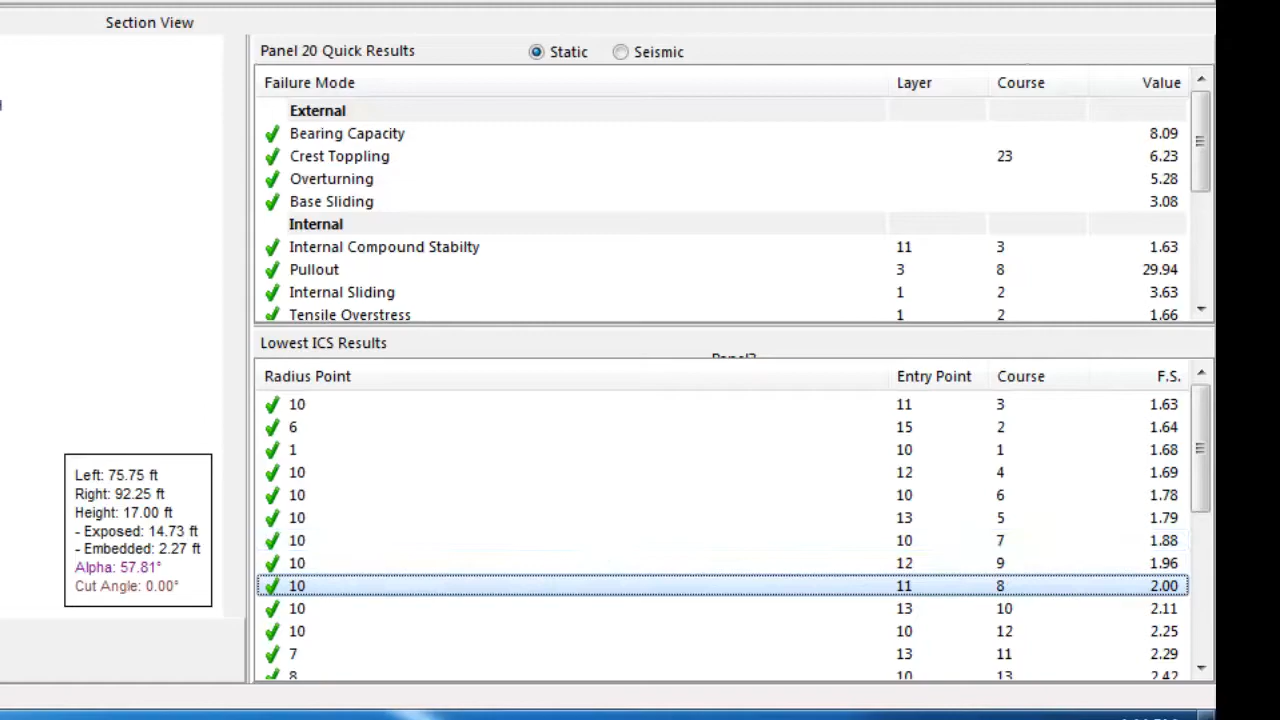 Section View
Panel 20 Quick Results Static Seismic
Failure Mode Layer Course Value
External
Bearing Capacity 8.09
Crest Toppling 23 6.23
Overturning 5.28
Base Sliding 3.08
Internal
Internal Compound Stabilty 11 3 1.63
Pullout 3 8 29.94
Internal Sliding 1 2 3.63
Tensile Overstress 1 2 1.66
Lowest ICS Results
Radius Point Entry Point Course F.S.
10 11 3 1.63
6 15 2 1.64
1 10 1 1.68
10 12 4 1.69
10 10 6 1.78
10 13 5 1.79
10 10 7 1.88
10 12 9 1.96
10 11 8 2.00
10 13 10 2.11
10 10 12 2.25
7 13 11 2.29
8 10 13 2.42
Left: 75.75 ft
Right: 92.25 ft
Height: 17.00 ft
- Exposed: 14.73 ft
- Embedded: 2.27 ft
Alpha: 57.81°
Cut Angle: 0.00°